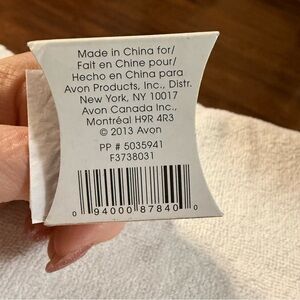 Made in China for/
Fait en Chine pour/
Hecho en China para
Avon Products, Inc., Distr.
New York, NY 10017
Avon Canada Inc.,
Montréal H9R 4R3
© 2013 Avon
PP # 5035941
F3738031
0 94000 87840 0